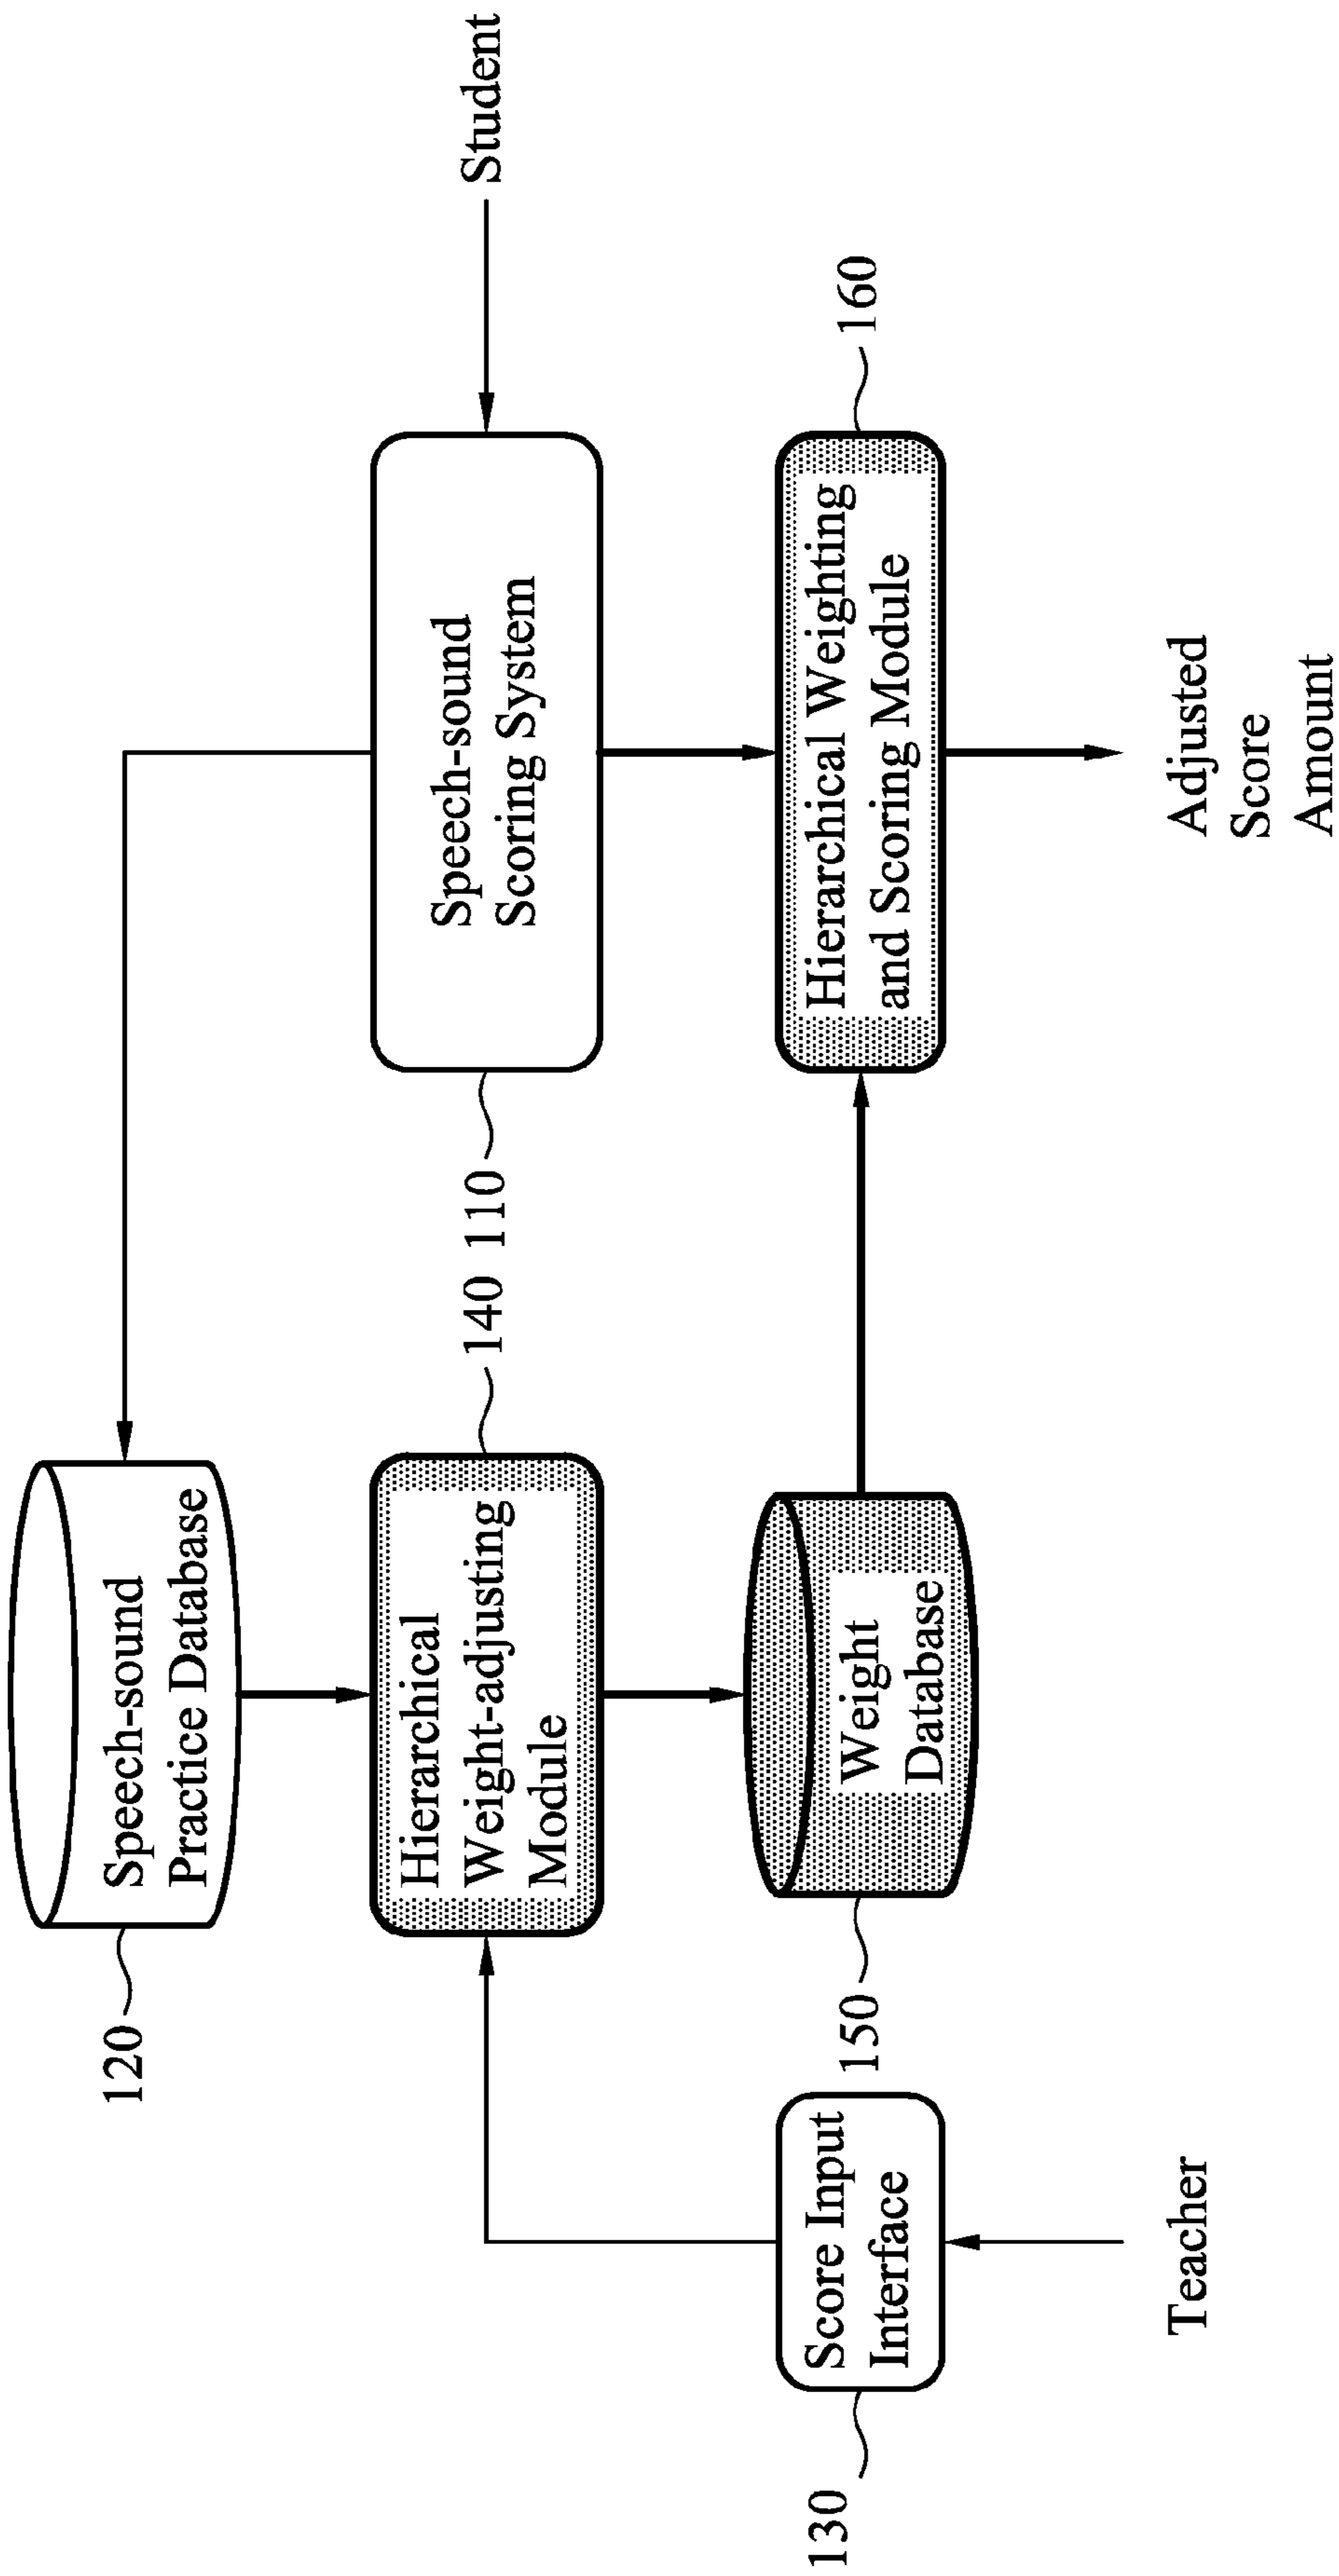 120
Speech-sound
Practice Database
Hierarchical
Weight-adjusting
Module
140
110
Speech-sound
Scoring System
Student
130
Score Input
Interface
150
Weight
Database
Hierarchical Weighting
and Scoring Module
160
Teacher
Adjusted
Score
Amount